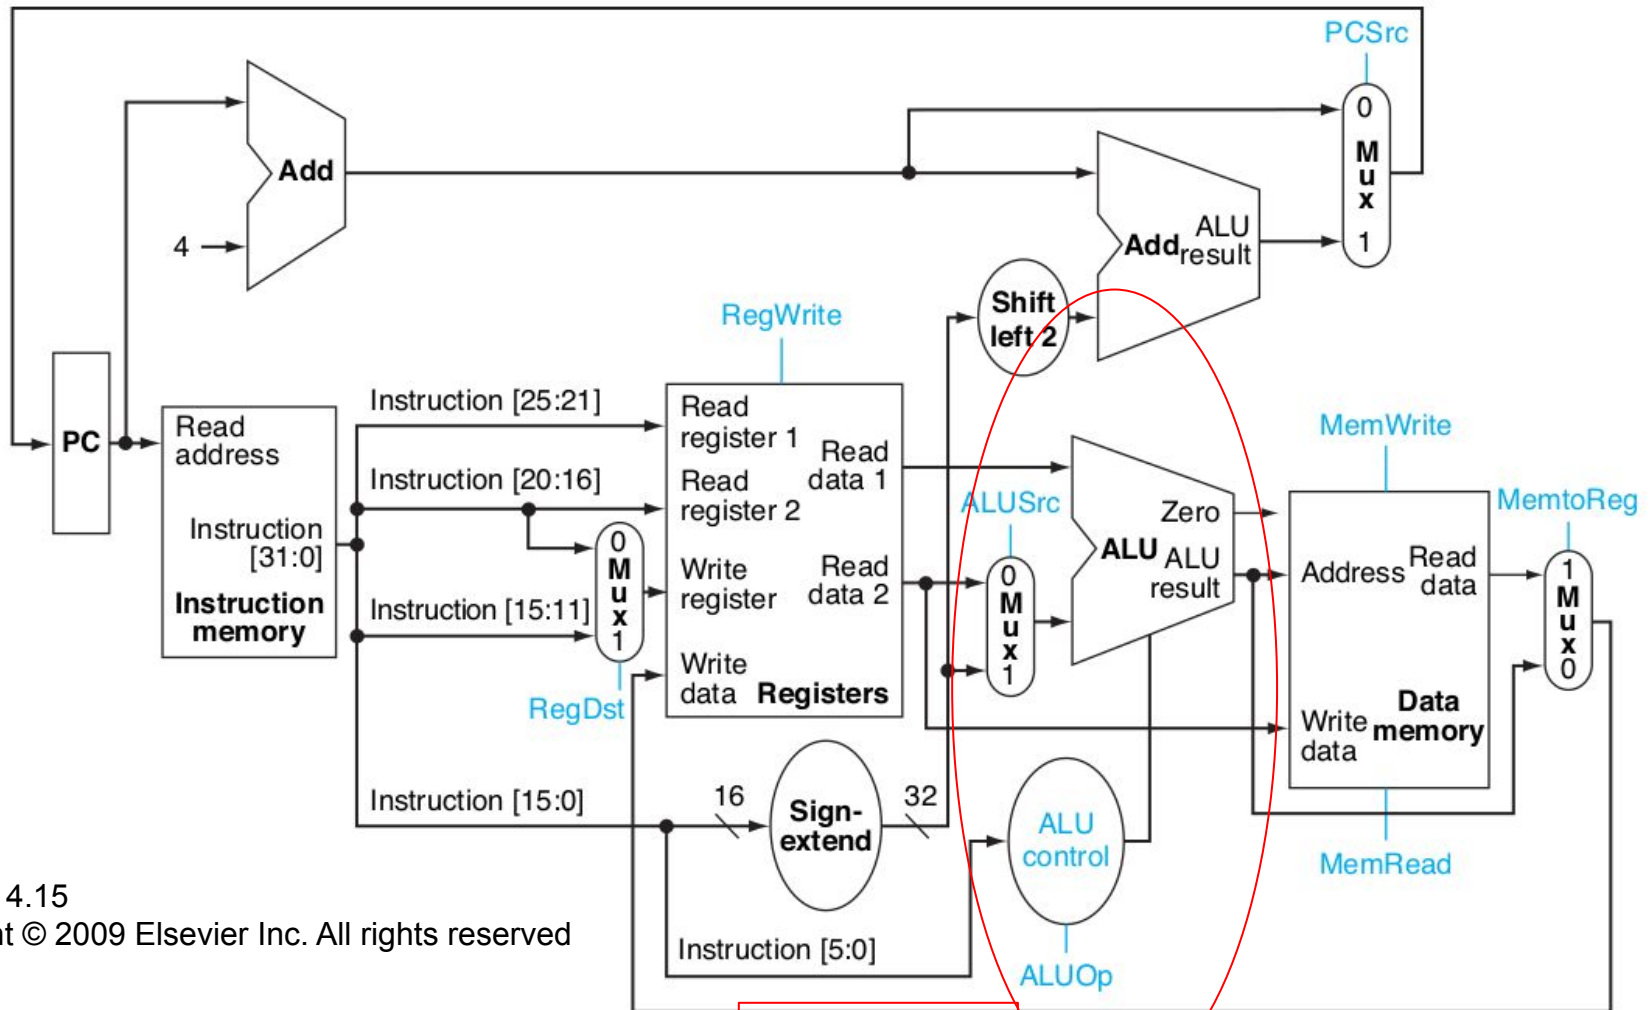 PCSrc
0
M
u
x
1
Add
4
Add
ALU
result
Shift
left 2
RegWrite
PC
Read
address
Instruction
[31:0]
Instruction
memory
Instruction [25:21]
Instruction [20:16]
Instruction [15:11]
Instruction [15:0]
0
M
u
x
1
RegDst
Read
register 1
Read
register 2
Write
register
Write
data
Read
data 1
Read
data 2
Registers
ALUSrc
0
M
u
x
1
Zero
ALU
ALU
result
MemWrite
Address
Read
data
Write
data
Data
memory
MemRead
MemtoReg
1
M
u
x
0
16
Sign-
extend
32
ALU
control
ALUOp
Instruction [5:0]
4.15
© 2009 Elsevier Inc. All rights reserved